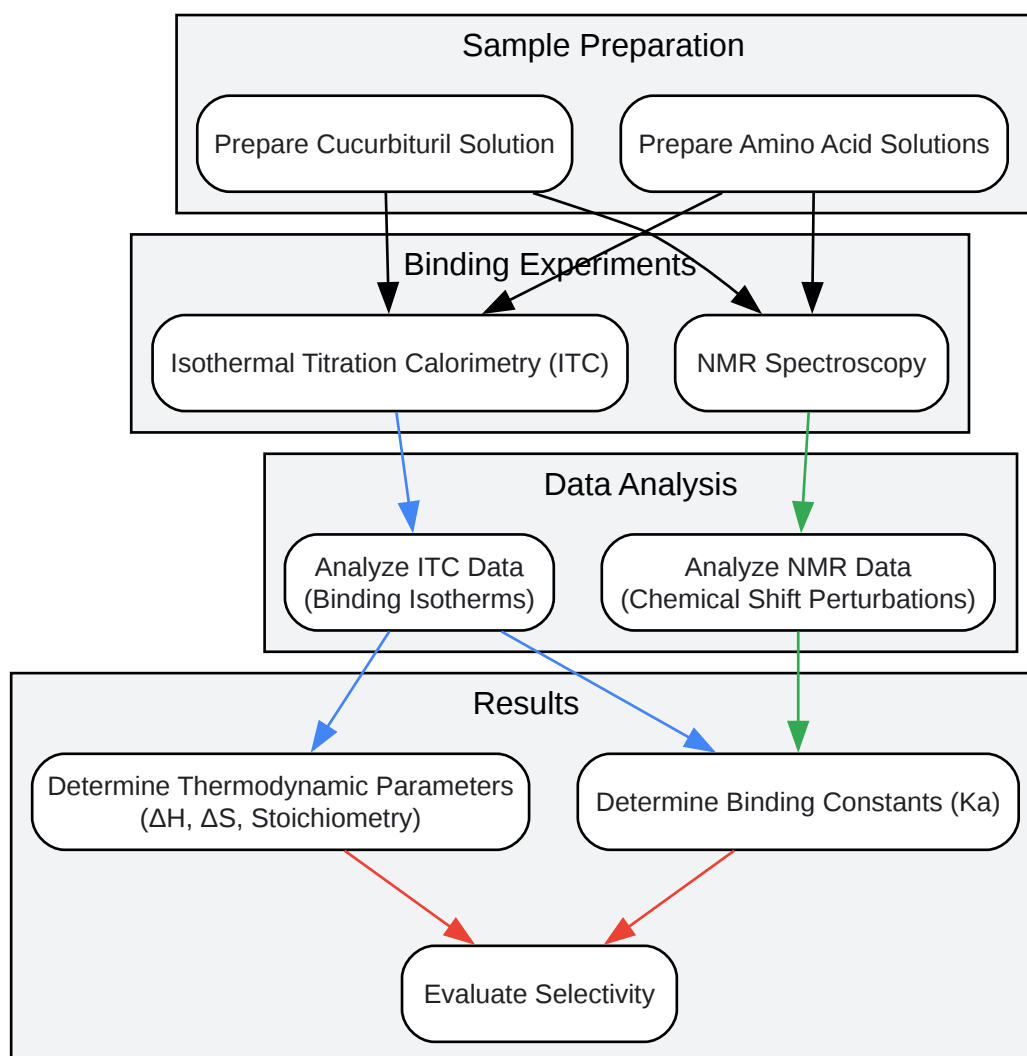 Sample Preparation
Prepare Cucurbituril Solution
Prepare Amino Acid Solutions
Binding Experiments
Isothermal Titration Calorimetry (ITC)
NMR Spectroscopy
Data Analysis
Analyze ITC Data
(Binding Isotherms)
Analyze NMR Data
(Chemical Shift Perturbations)
Results
Determine Thermodynamic Parameters
(ΔH, ΔS, Stoichiometry)
Determine Binding Constants (Ka)
Evaluate Selectivity